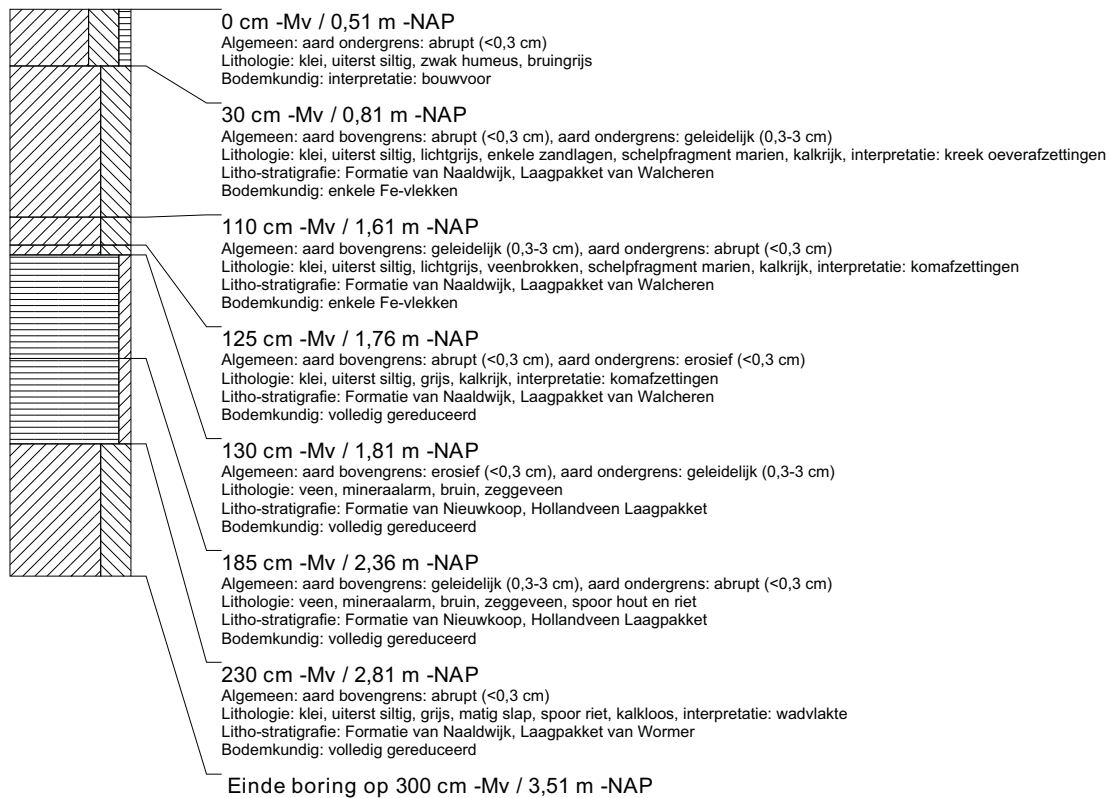 0 cm -Mv / 0,51 m -NAP
Algemeen: aard ondergrens: abrupt (<0,3 cm)
Lithologie: klei, uiterst siltig, zwak humeus, bruingrijs
Bodemkundig: interpretatie: bouwvoor
30 cm -Mv / 0,81 m -NAP
Algemeen: aard bovengrens: abrupt (<0,3 cm), aard ondergrens: geleidelijk (0,3-3 cm)
Lithologie: klei, uiterst siltig, lichtgrijs, enkele zandlagen, schelpfragment marien, kalkrijk, interpretatie: kreek oeverafzettingen
Litho-stratigrafie: Formatie van Naaldwijk, Laagpakket van Walcheren
Bodemkundig: enkele Fe-vlekken
110 cm -Mv / 1,61 m -NAP
Algemeen: aard bovengrens: geleidelijk (0,3-3 cm), aard ondergrens: abrupt (<0,3 cm)
Lithologie: klei, uiterst siltig, lichtgrijs, veenbrokken, schelpfragment marien, kalkrijk, interpretatie: komafzettingen
Litho-stratigrafie: Formatie van Naaldwijk, Laagpakket van Walcheren
Bodemkundig: enkele Fe-vlekken
125 cm -Mv / 1,76 m -NAP
Algemeen: aard bovengrens: abrupt (<0,3 cm), aard ondergrens: erosief (<0,3 cm)
Lithologie: klei, uiterst siltig, grijs, kalkrijk, interpretatie: komafzettingen
Litho-stratigrafie: Formatie van Naaldwijk, Laagpakket van Walcheren
Bodemkundig: volledig gereduceerd
130 cm -Mv / 1,81 m -NAP
Algemeen: aard bovengrens: erosief (<0,3 cm), aard ondergrens: geleidelijk (0,3-3 cm)
Lithologie: veen, mineraalarm, bruin, zeggeveen
Litho-stratigrafie: Formatie van Nieuwkoop, Hollandveen Laagpakket
Bodemkundig: volledig gereduceerd
185 cm -Mv / 2,36 m -NAP
Algemeen: aard bovengrens: geleidelijk (0,3-3 cm), aard ondergrens: abrupt (<0,3 cm)
Lithologie: veen, mineraalarm, bruin, zeggeveen, spoor hout en riet
Litho-stratigrafie: Formatie van Nieuwkoop, Hollandveen Laagpakket
Bodemkundig: volledig gereduceerd
230 cm -Mv / 2,81 m -NAP
Algemeen: aard bovengrens: abrupt (<0,3 cm)
Lithologie: klei, uiterst siltig, grijs, matig slap, spoor riet, kalkloos, interpretatie: wadvlakte
Litho-stratigrafie: Formatie van Naaldwijk, Laagpakket van Wormer
Bodemkundig: volledig gereduceerd
Einde boring op 300 cm -Mv / 3,51 m -NAP